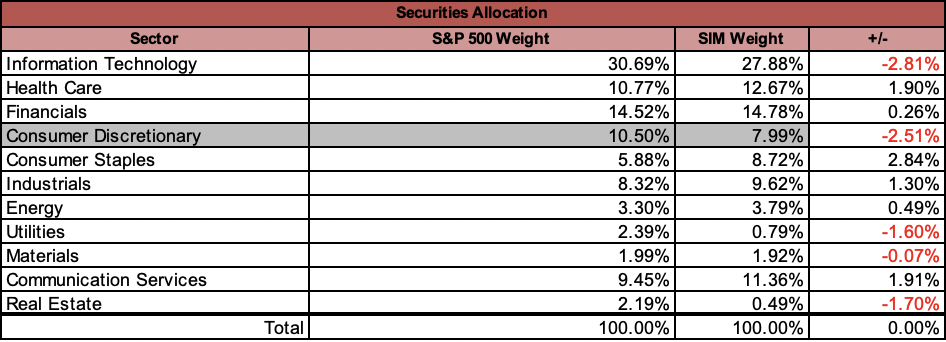 Securities Allocation
Sector S&P 500 Weight SIM Weight +/-
Information Technology 30.69% 27.88% -2.81%
Health Care 10.77% 12.67% 1.90%
Financials 14.52% 14.78% 0.26%
Consumer Discretionary 10.50% 7.99% -2.51%
Consumer Staples 5.88% 8.72% 2.84%
Industrials 8.32% 9.62% 1.30%
Energy 3.30% 3.79% 0.49%
Utilities 2.39% 0.79% -1.60%
Materials 1.99% 1.92% -0.07%
Communication Services 9.45% 11.36% 1.91%
Real Estate 2.19% 0.49% -1.70%
Total 100.00% 100.00% 0.00%